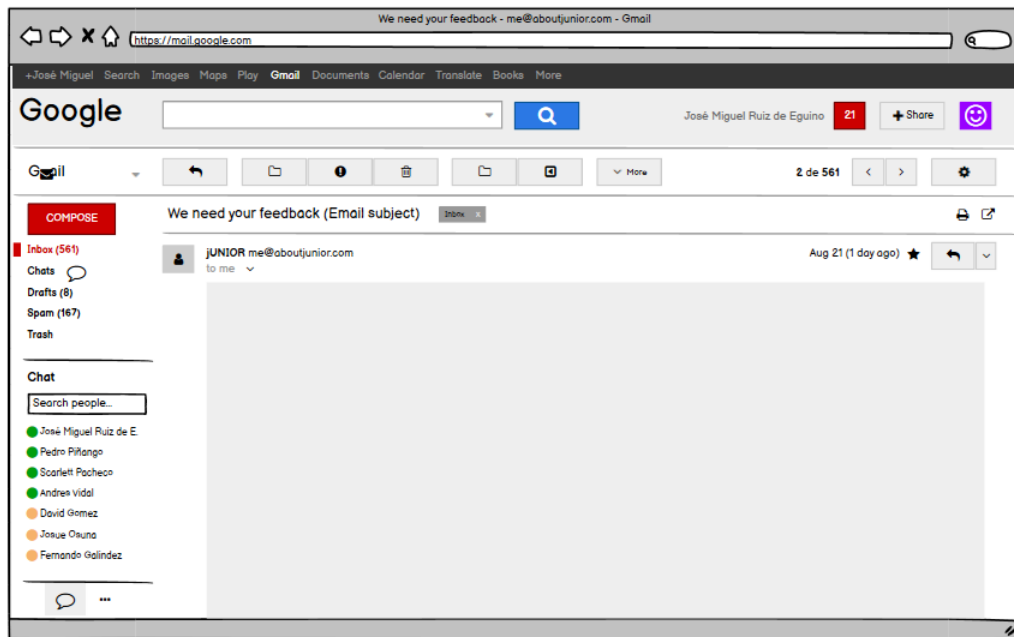 We need your feedback - me@aboutjunior.com - Gmail
https://mail.google.com
+José Miguel Search Images Maps Play Gmail Documents Calendar Translate Books More
Google
José Miguel Ruiz de Eguino 21 + Share
Gmail
More
2 de 561
COMPOSE
We need your feedback (Email subject) Inbox x
Inbox (561)
Chats
Drafts (8)
Spam (167)
Trash
jUNIOR me@aboutjunior.com
to me
Aug 21 (1 day ago)
Chat
Search people...
José Miguel Ruiz de E.
Pedro Piñango
Scarlett Pacheco
Andres Vidal
David Gomez
Josue Osuna
Fernando Galindez